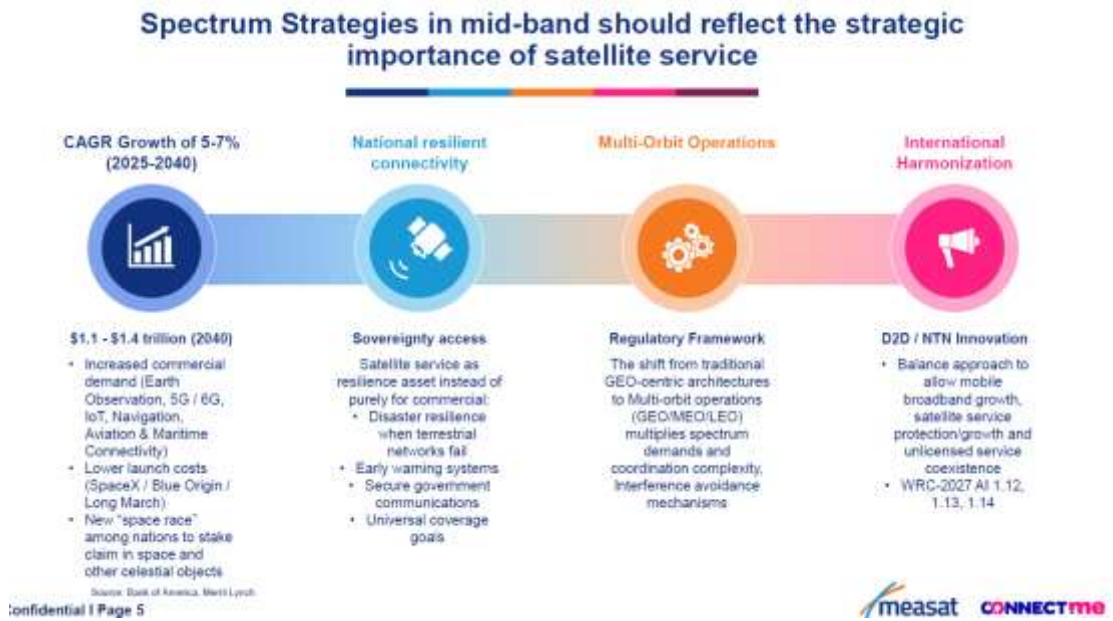 Spectrum Strategies in mid-band should reflect the strategic
importance of satellite service
CAGR Growth of 5-7%
(2025-2040)
National resilient
connectivity
Multi-Orbit Operations
International
Harmonization
$1.1 - $1.4 trillion (2040)
• Increased commercial
demand (Earth
Observation, 5G / 6G,
IoT, Navigation,
Aviation & Maritime
Connectivity)
• Lower launch costs
(SpaceX / Blue Origin /
Long March)
• New “space race”
among nations to stake
claim in space and
other celestial objects
Source: Bank of America, Merril Lynch
Sovereignty access
Satellite service as
resilience asset instead of
purely for commercial:
• Disaster resilience
when terrestrial
networks fail
• Early warning systems
• Secure government
communications
• Universal coverage
goals
Regulatory Framework
The shift from traditional
GEO-centric architectures
to Multi-orbit operations
(GEO/MEO/LEO)
multiplies spectrum
demands and
coordination complexity.
Interference avoidance
mechanisms
D2D / NTN Innovation
• Balance approach to
allow mobile
broadband growth,
satellite service
protection/growth and
unlicensed service
coexistence
• WRC-2027 AI 1.12,
1.13, 1.14
Confidential I Page 5
measat
CONNECTme